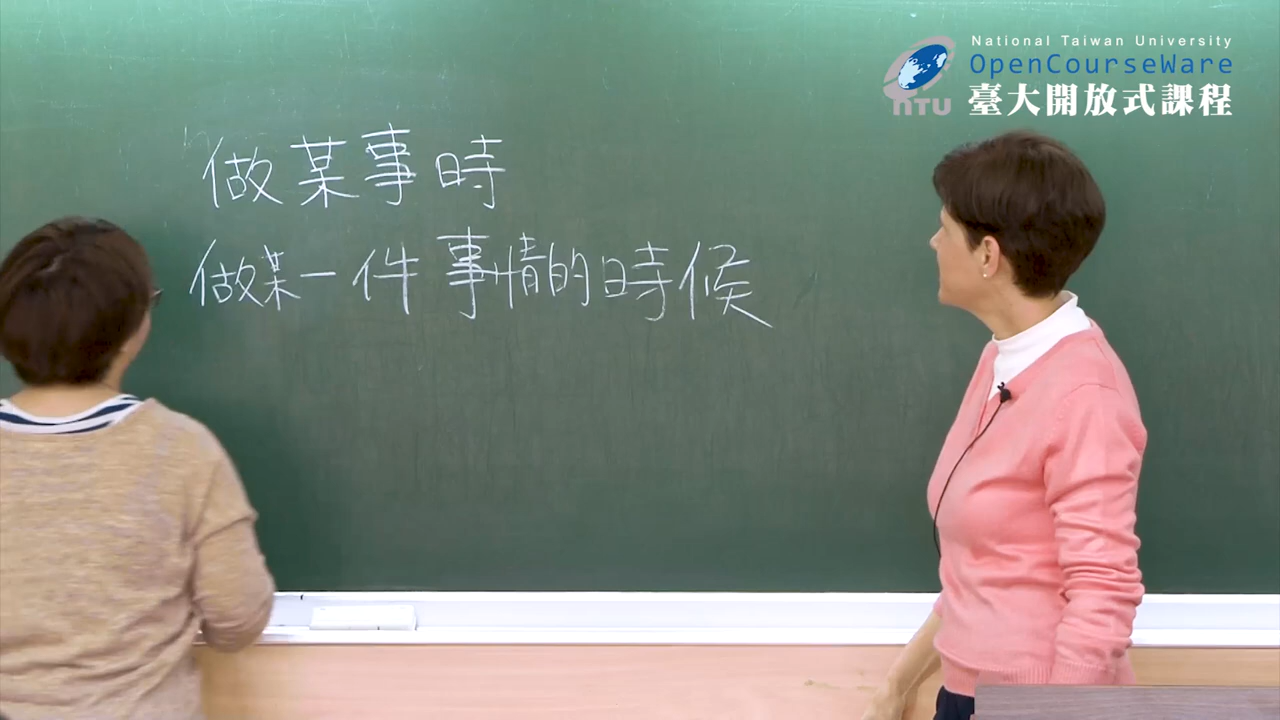 National Taiwan University
OpenCourseWare
臺大開放式課程
NTU
做某事時
做某一件事情的時候